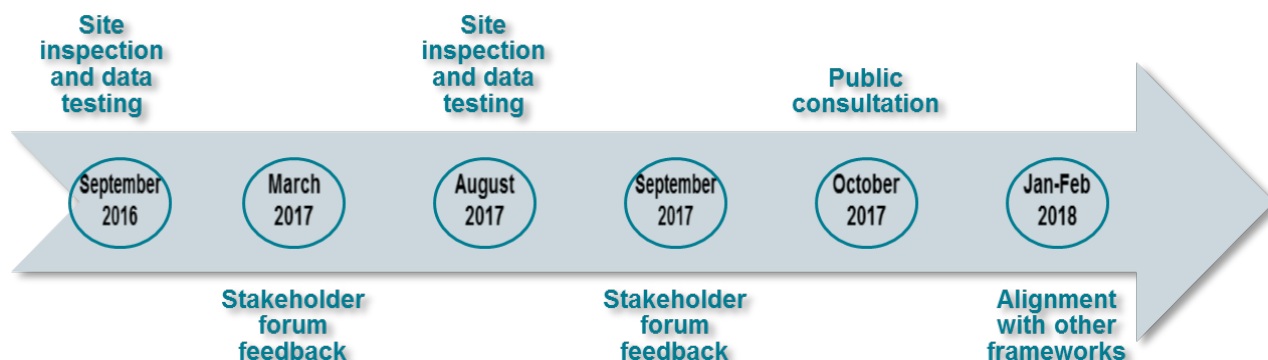 Site
inspection
and data
testing
Site
inspection
and data
testing
Public
consultation
September
2016
March
2017
August
2017
September
2017
October
2017
Jan-Feb
2018
Stakeholder
forum
feedback
Stakeholder
forum
feedback
Alignment
with other
frameworks